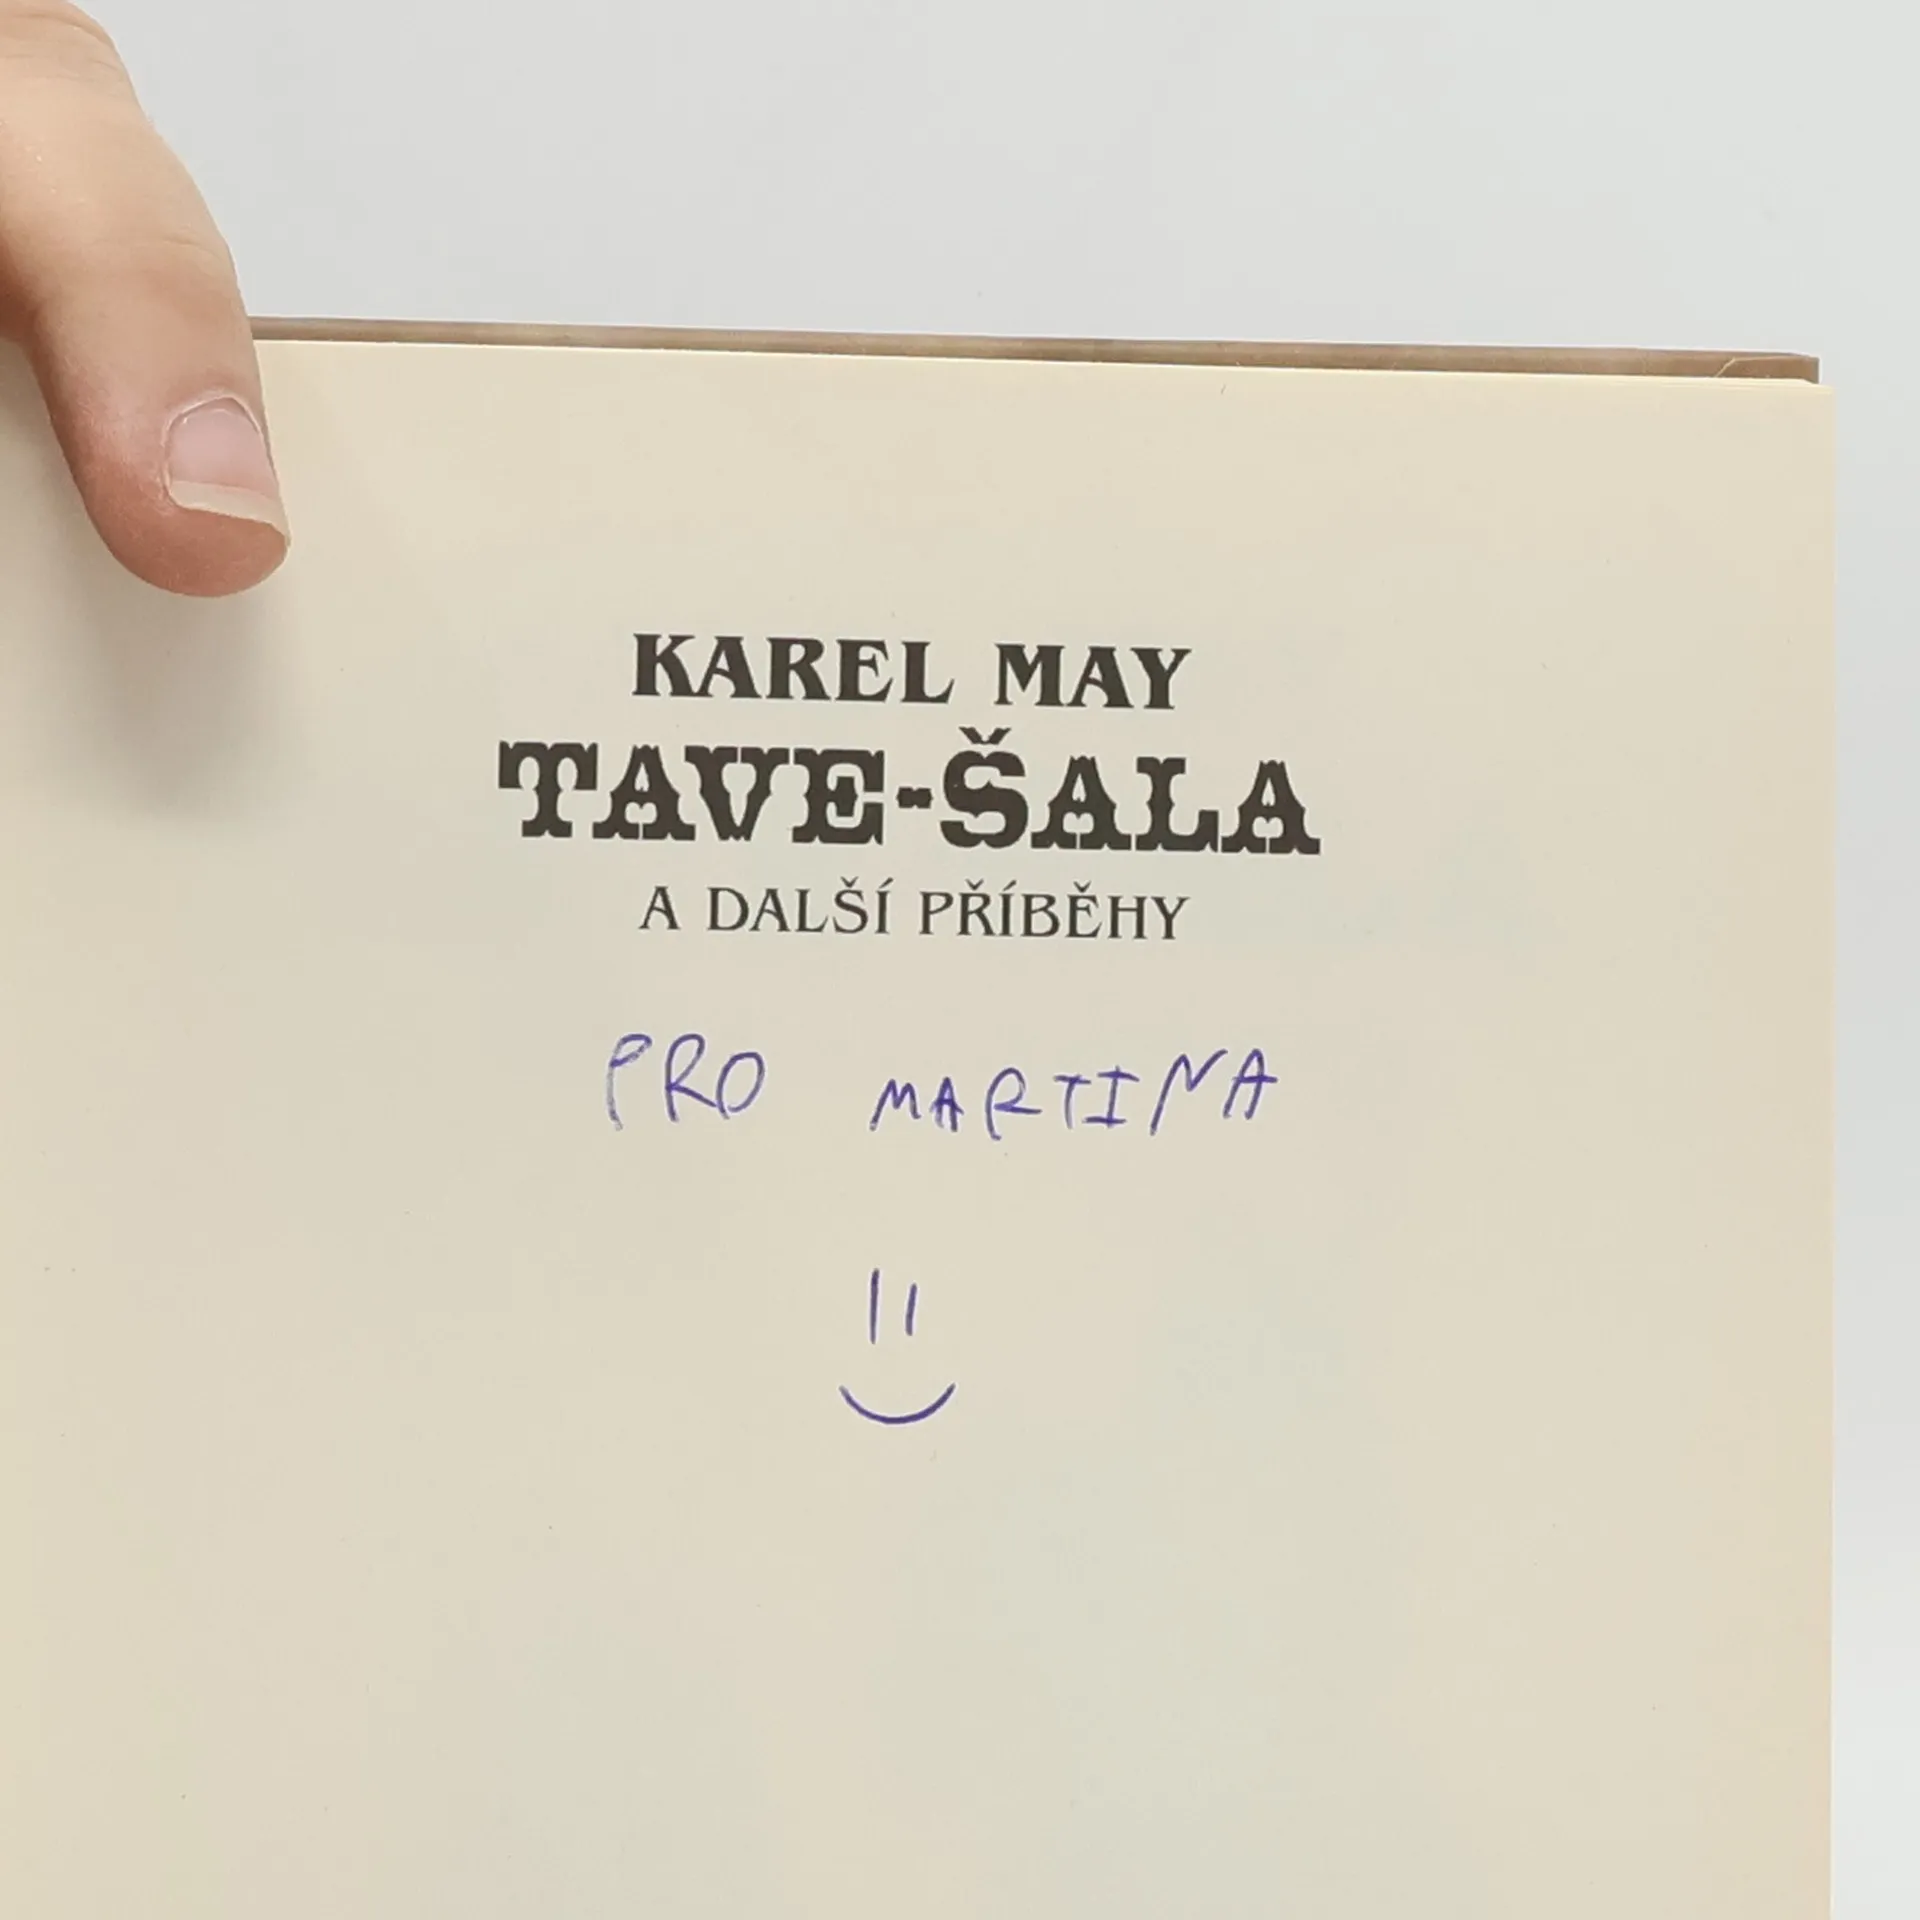 KAREL MAY
TAVE-ŠALA
A DALŠÍ PŘÍBĚHY
PRO MARTINA